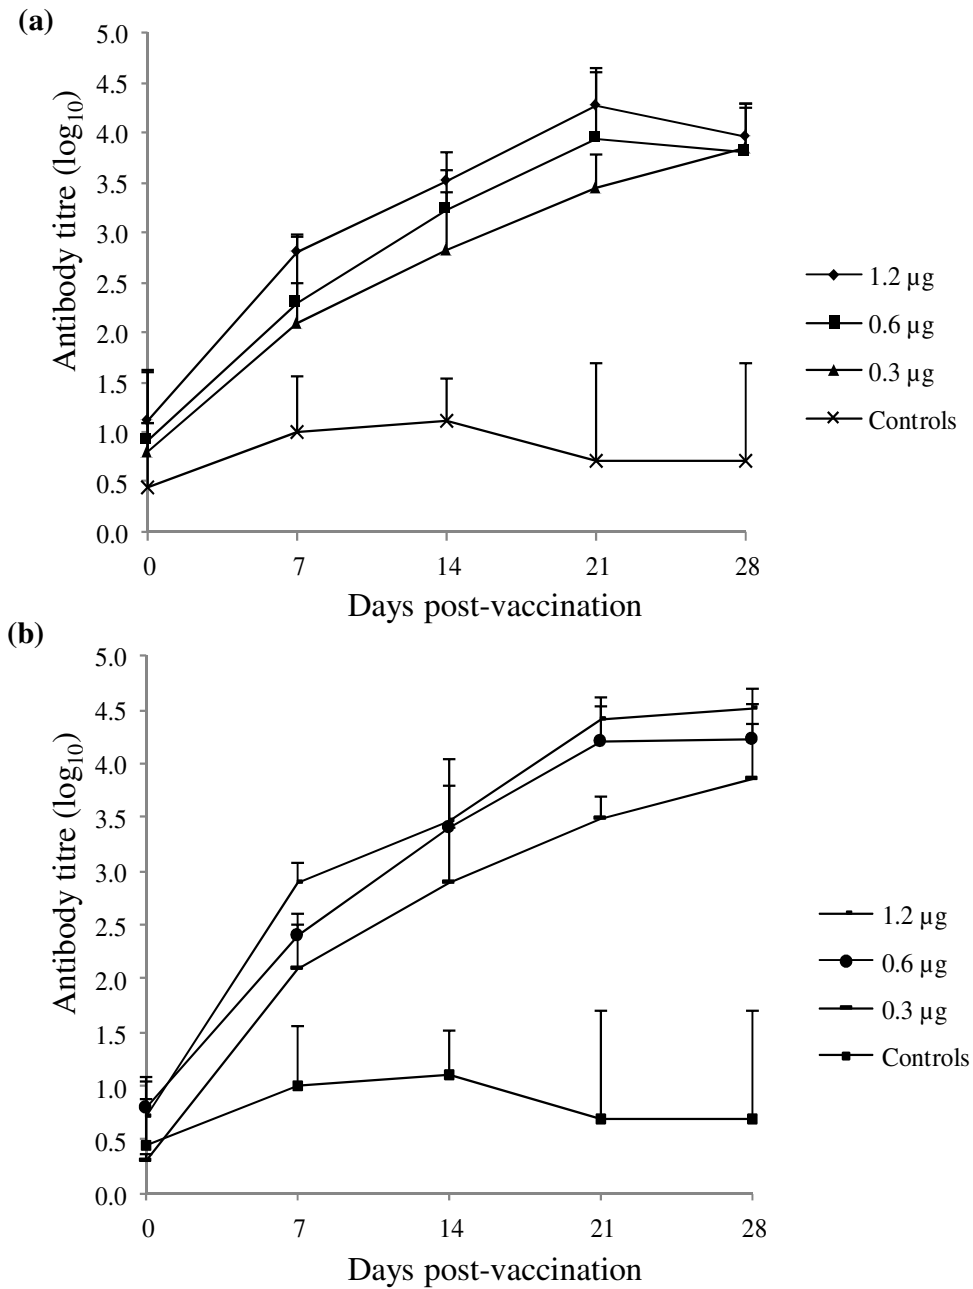 (a)
Antibody titre (log10)
5.0
4.5
4.0
3.5
3.0
2.5
2.0
1.5
1.0
0.5
0.0
0 7 14 21 28
Days post-vaccination
1.2 µg
0.6 µg
0.3 µg
Controls
(b)
Antibody titre (log10)
5.0
4.5
4.0
3.5
3.0
2.5
2.0
1.5
1.0
0.5
0.0
0 7 14 21 28
Days post-vaccination
1.2 µg
0.6 µg
0.3 µg
Controls